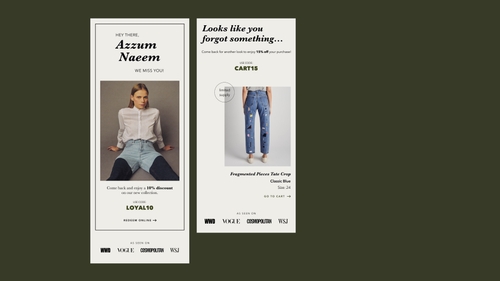 HEY THERE,
Azzum
Naeem
WE MISS YOU!
Come back and enjoy a 10% discount
on our new collection.
USE CODE
LOYAL10
REDEEM ONLINE
AS SEEN ON
WWD VOGUE COSMOPOLITAN WSJ
Looks like you
forgot something...
Come back for another look to enjoy 15% off your purchase!
USE CODE
CART15
limited
supply
Fragmented Pieces Tate Crop
Classic Blue
Size: 24
GO TO CART
AS SEEN ON
WWD VOGUE COSMOPOLITAN WSJ